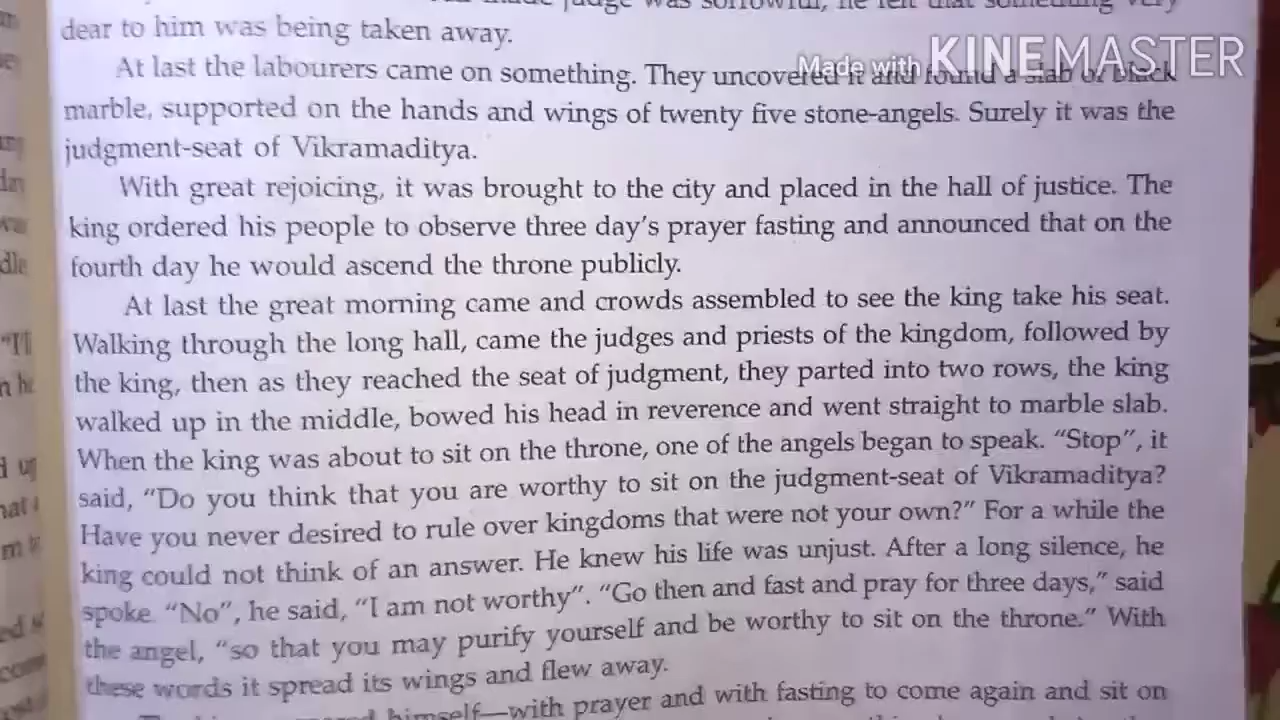 judge was sorrowful, he felt that something very
dear to him was being taken away.
Made with KINEMASTER
At last the labourers came on something. They uncovered it and found a slab of black
marble, supported on the hands and wings of twenty five stone-angels. Surely it was the
judgment-seat of Vikramaditya.
With great rejoicing, it was brought to the city and placed in the hall of justice. The
king ordered his people to observe three day's prayer fasting and announced that on the
fourth day he would ascend the throne publicly.
At last the great morning came and crowds assembled to see the king take his seat.
Walking through the long hall, came the judges and priests of the kingdom, followed by
the king, then as they reached the seat of judgment, they parted into two rows, the king
walked up in the middle, bowed his head in reverence and went straight to marble slab.
When the king was about to sit on the throne, one of the angels began to speak. "Stop", it
said, "Do you think that you are worthy to sit on the judgment-seat of Vikramaditya?
Have you never desired to rule over kingdoms that were not your own?" For a while the
king could not think of an answer. He knew his life was unjust. After a long silence, he
spoke. "No", he said, "I am not worthy". "Go then and fast and pray for three days," said
the angel, "so that you may purify yourself and be worthy to sit on the throne." With
these words it spread its wings and flew away.
himself—with prayer and with fasting to come again and sit on